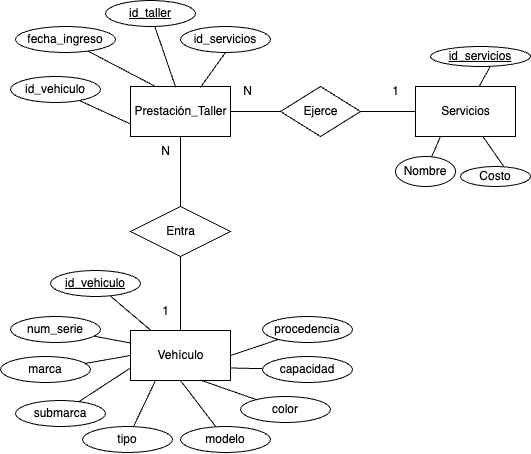 id_taller
fecha_ingreso
id_servicios
id_servicios
id_vehiculo
N
1
Prestación_Taller
Ejerce
Servicios
N
Nombre
Costo
Entra
id_vehiculo
1
num_serie
procedencia
Vehículo
marca
capacidad
submarca
color
tipo
modelo